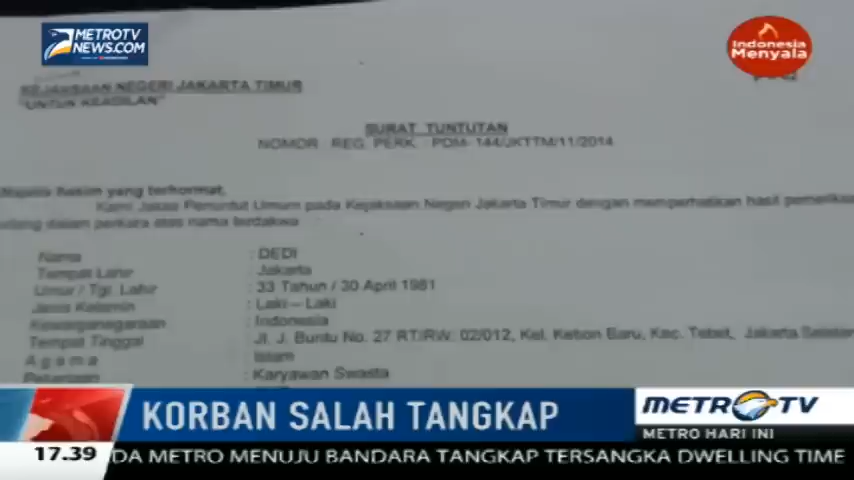 METROTV
NEWS.COM
Indonesia
Menyala
KEJAKSAAN NEGERI JAKARTA TIMUR
"UNTUK KEADILAN"
SURAT TUNTUTAN
NOMOR REG. PERK. PDM- 144/JKTTM/11/2014
Majelis hakim yang terhormat,
Kami Jaksa Penuntut Umum pada Kejaksaan Negeri Jakarta Timur dengan memperhatikan hasil
dalam perkara atas nama terdakwa
Nama : DEDI
Tempat Lahir : Jakarta
Umur / Tgl. Lahir : 33 Tahun / 30 April 1981
Jenis Kelamin : Laki – Laki
Kewarganegaraan : Indonesia
Tempat Tinggal : Jl. J. Buntu No. 27 RT/RW. 02/012, Kel. Kebon Baru, Kec. Tebet, Jakarta Selatan
A g a m a : Islam
Pekerjaan : Karyawan Swasta
KORBAN SALAH TANGKAP
METRO TV
METRO HARI INI
17.39 DA METRO MENUJU BANDARA TANGKAP TERSANGKA DWELLING TIME